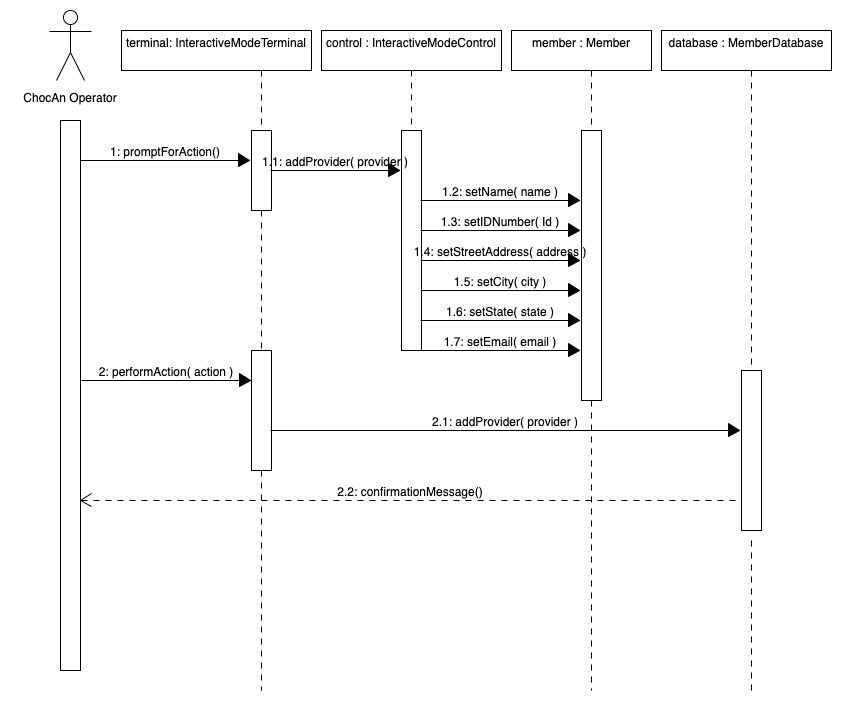 terminal: InteractiveModeTerminal
control : InteractiveModeControl
member : Member
database : MemberDatabase
ChocAn Operator
1: promptForAction()
1.1: addProvider( provider )
1.2: setName( name )
1.3: setIDNumber( Id )
1.4: setStreetAddress( address )
1.5: setCity( city )
1.6: setState( state )
1.7: setEmail( email )
2: performAction( action )
2.1: addProvider( provider )
2.2: confirmationMessage()